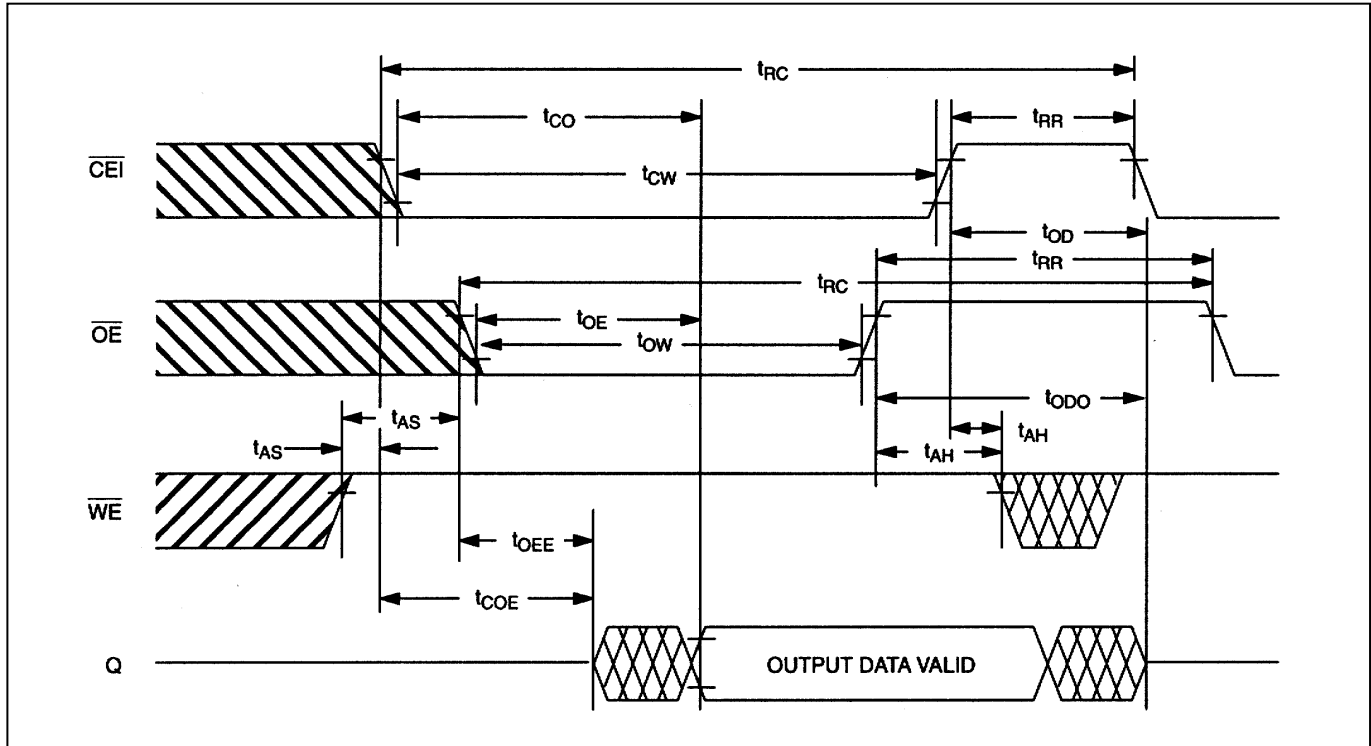 tRC
tCO
tRR
CEI
tCW
tOD
tRR
tRC
OE
tOE
tOW
tODO
tAS
tAH
tAS
tAH
WE
tOEE
tCOE
Q
OUTPUT DATA VALID